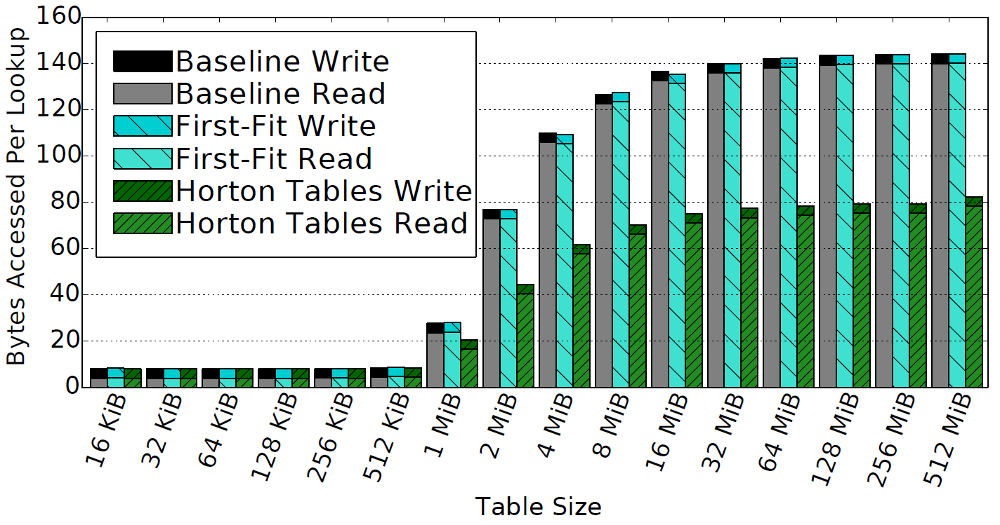 Bytes Accessed Per Lookup
160
140
120
100
80
60
40
20
0
Baseline Write
Baseline Read
First-Fit Write
First-Fit Read
Horton Tables Write
Horton Tables Read
16 KiB
32 KiB
64 KiB
128 KiB
256 KiB
512 KiB
1 MiB
2 MiB
4 MiB
8 MiB
16 MiB
32 MiB
64 MiB
128 MiB
256 MiB
512 MiB
Table Size